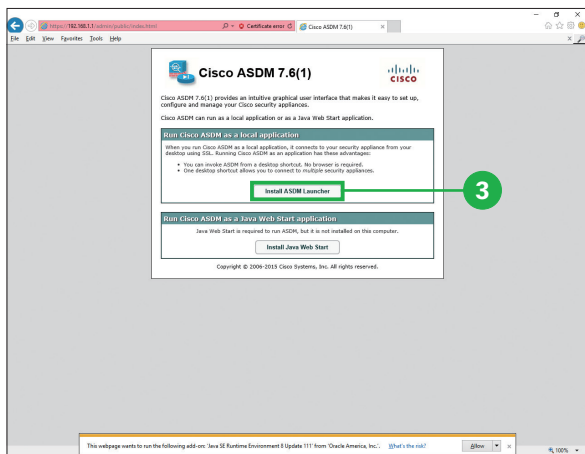 https://192.168.1.1/admin/public/index.html
Certificate error
Cisco ASDM 7.6(1)
File Edit View Favorites Tools Help
Cisco ASDM 7.6(1)
CISCO
Cisco ASDM 7.6(1) provides an intuitive graphical user interface that makes it easy to set up,
configure and manage your Cisco security appliances.
Cisco ASDM can run as a local application or as a Java Web Start application.
Run Cisco ASDM as a local application
When you run Cisco ASDM as a local application, it connects to your security appliance from your
desktop using SSL. Running Cisco ASDM as an application has these advantages:
• You can invoke ASDM from a desktop shortcut. No browser is required.
• One desktop shortcut allows you to connect to multiple security appliances.
Install ASDM Launcher
3
Run Cisco ASDM as a Java Web Start application
Java Web Start is required to run ASDM, but it is not installed on this computer.
Install Java Web Start
Copyright © 2006-2015 Cisco Systems, Inc. All rights reserved.
This webpage wants to run the following add-on: 'Java SE Runtime Environment 8 Update 111' from 'Oracle America, Inc.'. What's the risk?
Allow
100%